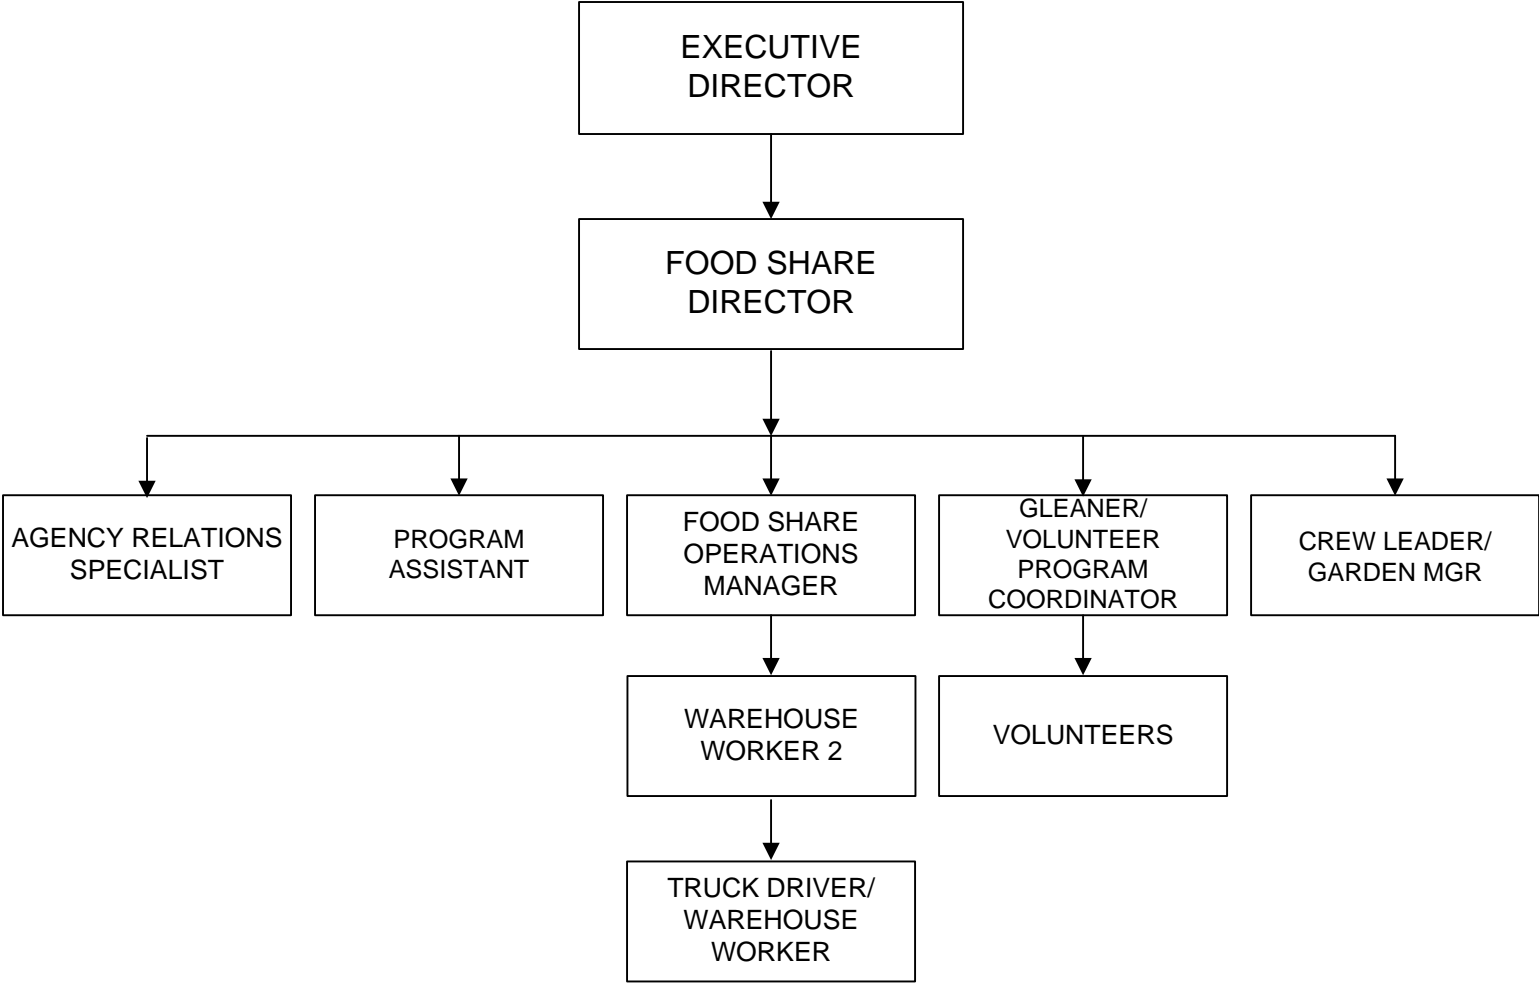 EXECUTIVE
DIRECTOR
FOOD SHARE
DIRECTOR
AGENCY RELATIONS
SPECIALIST
PROGRAM
ASSISTANT
FOOD SHARE
OPERATIONS
MANAGER
GLEANER/
VOLUNTEER
PROGRAM
COORDINATOR
CREW LEADER/
GARDEN MGR
WAREHOUSE
WORKER 2
VOLUNTEERS
TRUCK DRIVER/
WAREHOUSE
WORKER